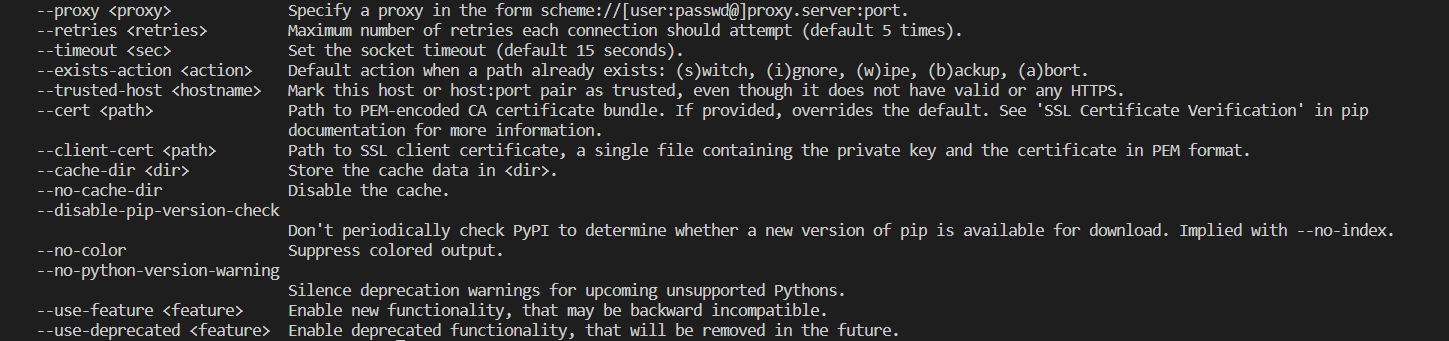 --proxy <proxy> Specify a proxy in the form scheme://[user:passwd@]proxy.server:port.
--retries <retries> Maximum number of retries each connection should attempt (default 5 times).
--timeout <sec> Set the socket timeout (default 15 seconds).
--exists-action <action> Default action when a path already exists: (s)witch, (i)gnore, (w)ipe, (b)ackup, (a)bort.
--trusted-host <hostname> Mark this host or host:port pair as trusted, even though it does not have valid or any HTTPS.
--cert <path> Path to PEM-encoded CA certificate bundle. If provided, overrides the default. See 'SSL Certificate Verification' in pip
documentation for more information.
--client-cert <path> Path to SSL client certificate, a single file containing the private key and the certificate in PEM format.
--cache-dir <dir> Store the cache data in <dir>.
--no-cache-dir Disable the cache.
--disable-pip-version-check
Don't periodically check PyPI to determine whether a new version of pip is available for download. Implied with --no-index.
--no-color Suppress colored output.
--no-python-version-warning
Silence deprecation warnings for upcoming unsupported Pythons.
--use-feature <feature> Enable new functionality, that may be backward incompatible.
--use-deprecated <feature> Enable deprecated functionality, that will be removed in the future.